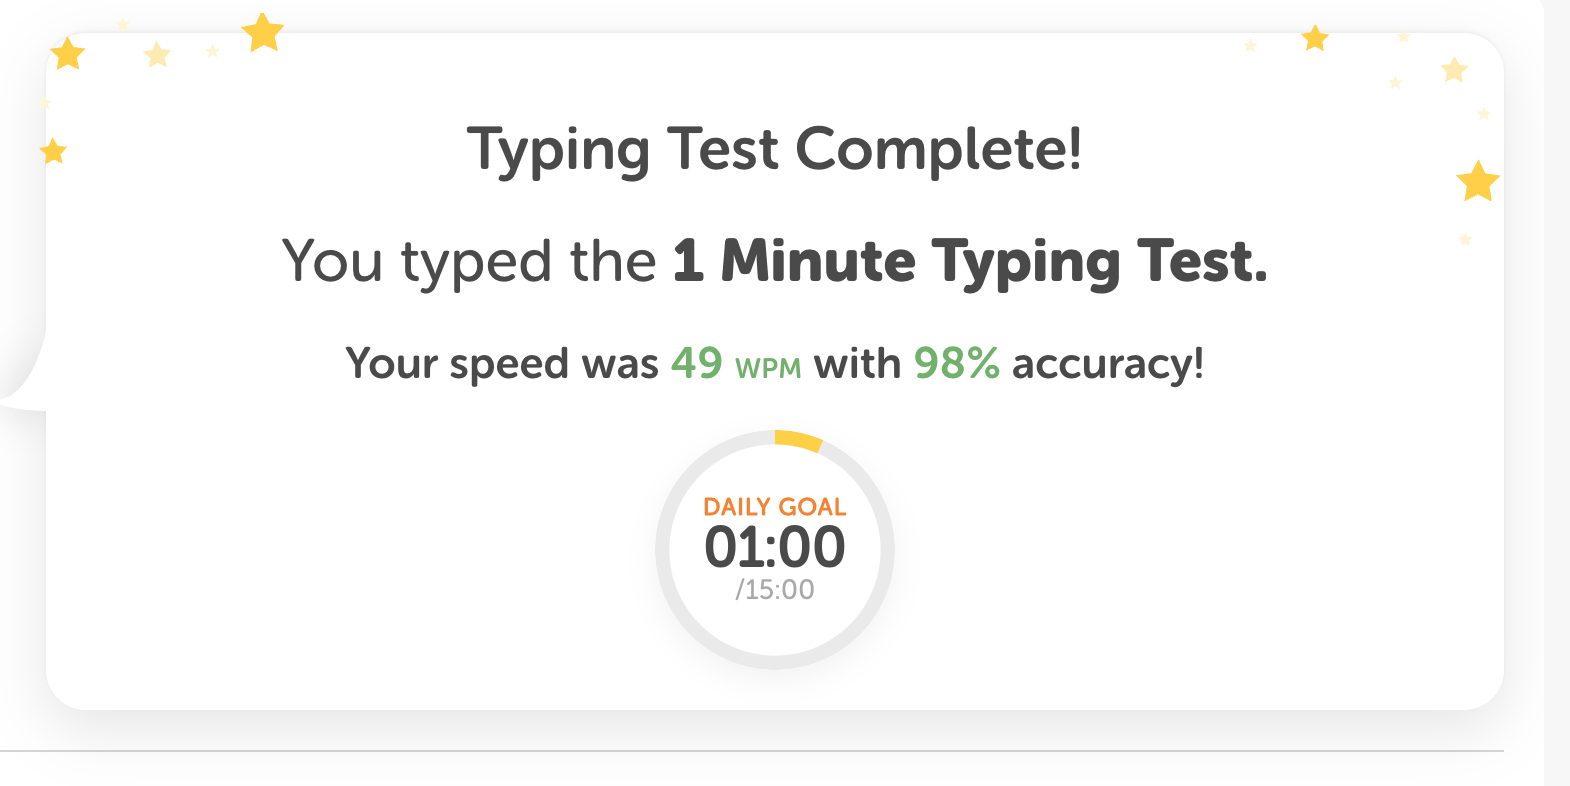 Typing Test Complete!
You typed the 1 Minute Typing Test.
Your speed was 49 WPM with 98% accuracy!
DAILY GOAL
01:00
/15:00